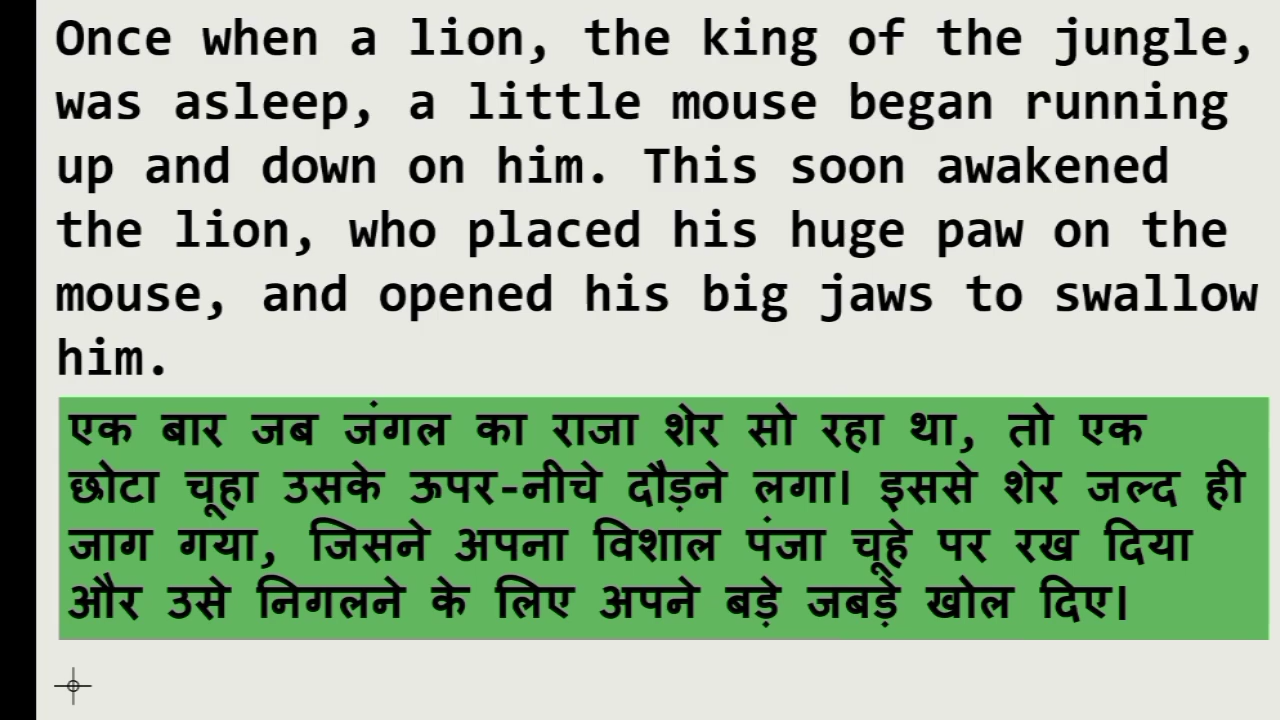 Once when a lion, the king of the jungle,
was asleep, a little mouse began running
up and down on him. This soon awakened
the lion, who placed his huge paw on the
mouse, and opened his big jaws to swallow
him.
एक बार जब जंगल का राजा शेर सो रहा था, तो एक
छोटा चूहा उसके ऊपर-नीचे दौड़ने लगा। इससे शेर जल्द ही
जाग गया, जिसने अपना विशाल पंजा चूहे पर रख दिया
और उसे निगलने के लिए अपने बड़े जबड़े खोल दिए।